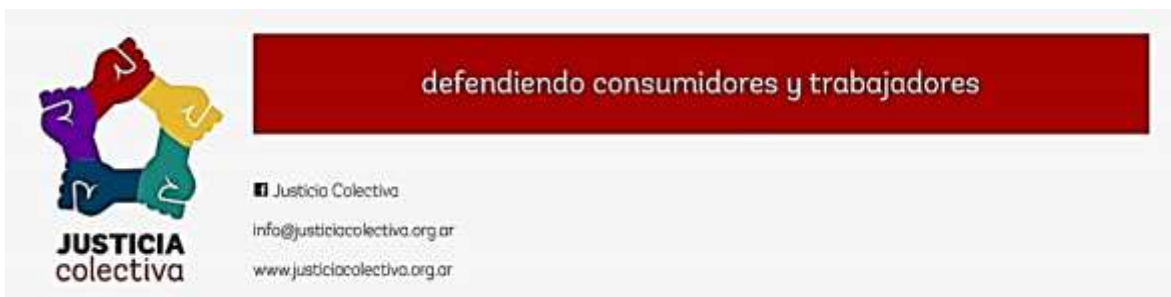 defendiendo consumidores y trabajadores
Justicia Colectiva
info@justiciacolectiva.org.ar
www.justiciacolectiva.org.ar
JUSTICIA
colectiva